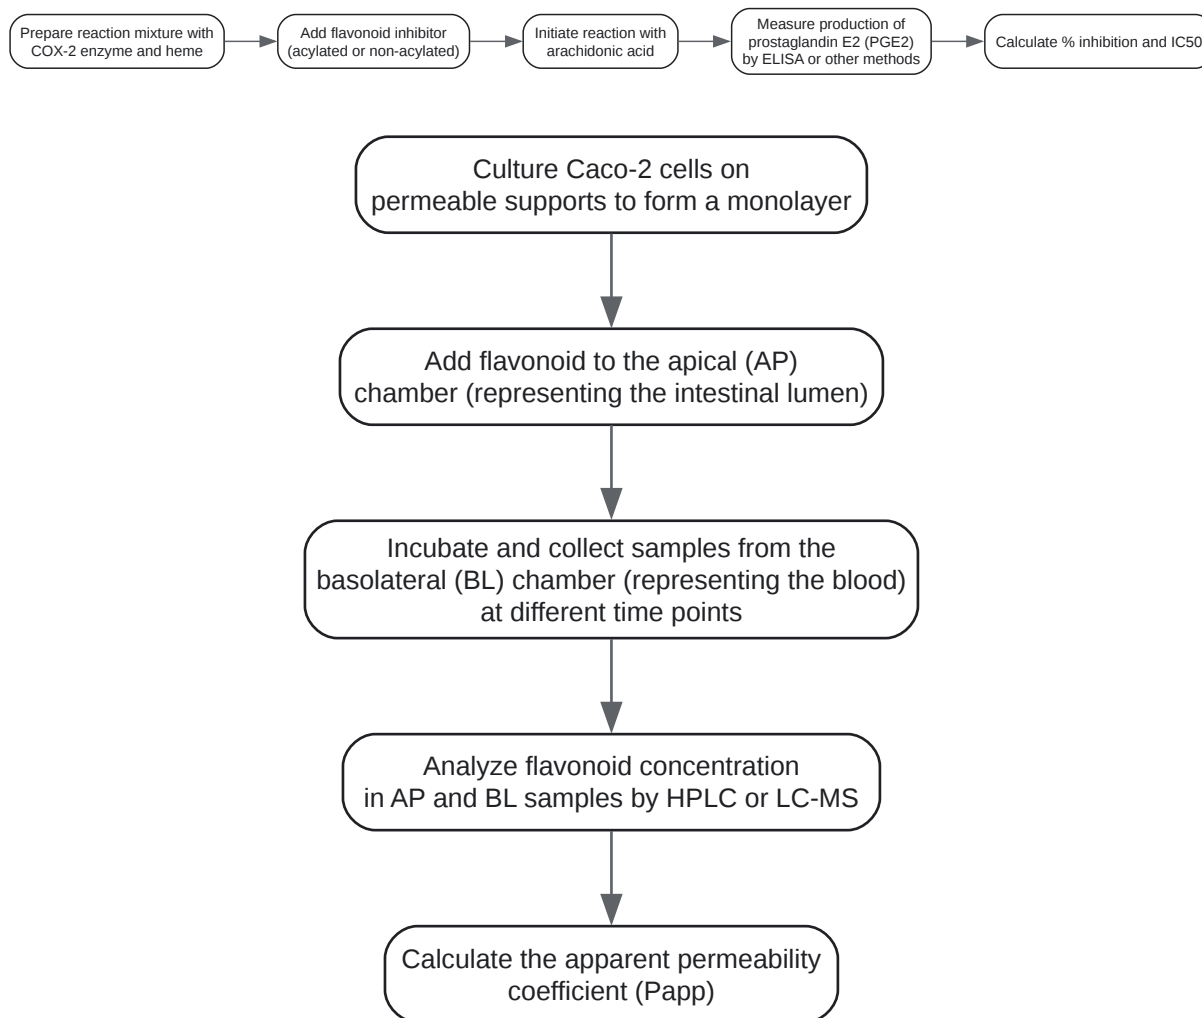 Prepare reaction mixture with
COX-2 enzyme and heme
Add flavonoid inhibitor
(acylated or non-acylated)
Initiate reaction with
arachidonic acid
Measure production of
prostaglandin E2 (PGE2)
by ELISA or other methods
Calculate % inhibition and IC50
Culture Caco-2 cells on
permeable supports to form a monolayer
Add flavonoid to the apical (AP)
chamber (representing the intestinal lumen)
Incubate and collect samples from the
basolateral (BL) chamber (representing the blood)
at different time points
Analyze flavonoid concentration
in AP and BL samples by HPLC or LC-MS
Calculate the apparent permeability
coefficient (Papp)